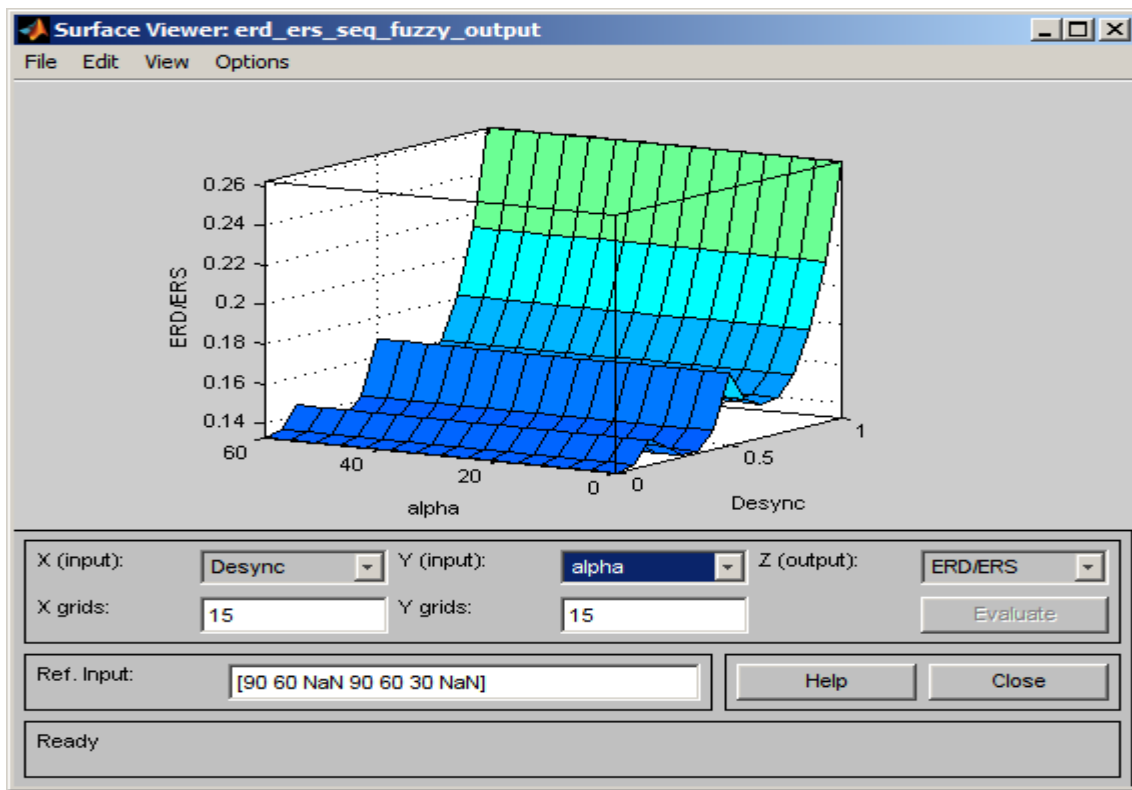 Surface Viewer: erd_ers_seq_fuzzy_output
File Edit View Options
0.26
0.24
0.22
0.2
0.18
0.16
0.14
ERD/ERS
60
40
20
0
alpha
0
0.5
1
Desync
X (input): Desync Y (input): alpha Z (output): ERD/ERS
X grids: 15 Y grids: 15 Evaluate
Ref. Input: [90 60 NaN 90 60 30 NaN] Help Close
Ready